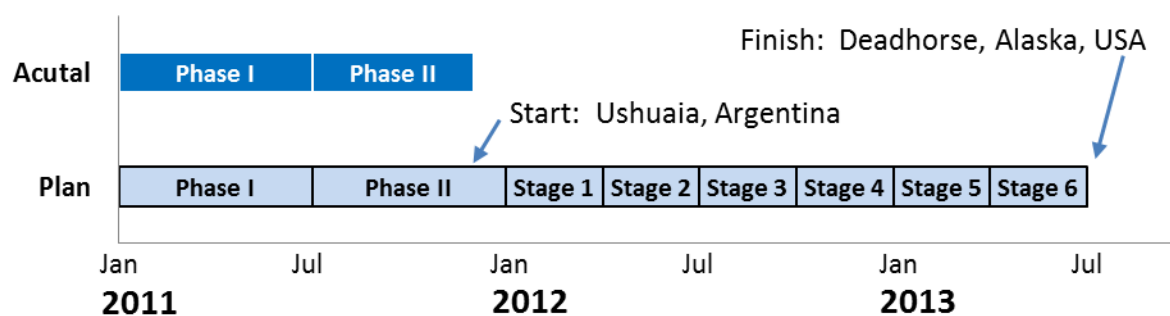 Finish:  Deadhorse, Alaska, USA
Acutal
Phase I
Phase II
Start:  Ushuaia, Argentina
Plan
Phase I
Phase II
Stage 1
Stage 2
Stage 3
Stage 4
Stage 5
Stage 6
Jan
Jul
Jan
Jul
Jan
Jul
2011
2012
2013